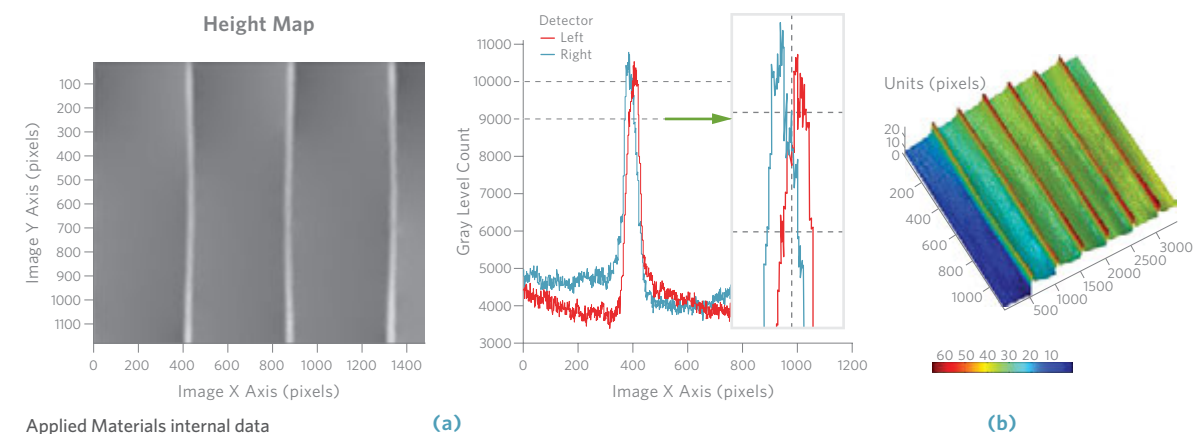 Height Map
Image Y Axis (pixels)
100
200
300
400
500
600
700
800
900
1000
1100
0 200 400 600 800 1000 1200 1400
Image X Axis (pixels)
Detector
Left
Right
Gray Level Count
11000
10000
9000
8000
7000
6000
5000
4000
3000
0 200 400 600 800 1000 1200
Image X Axis (pixels)
Units (pixels)
20
10
0
200
400
600
800
1000
500
1000
1500
2000
2500
3000
60 50 40 30 20 10
Applied Materials internal data
(a)
(b)